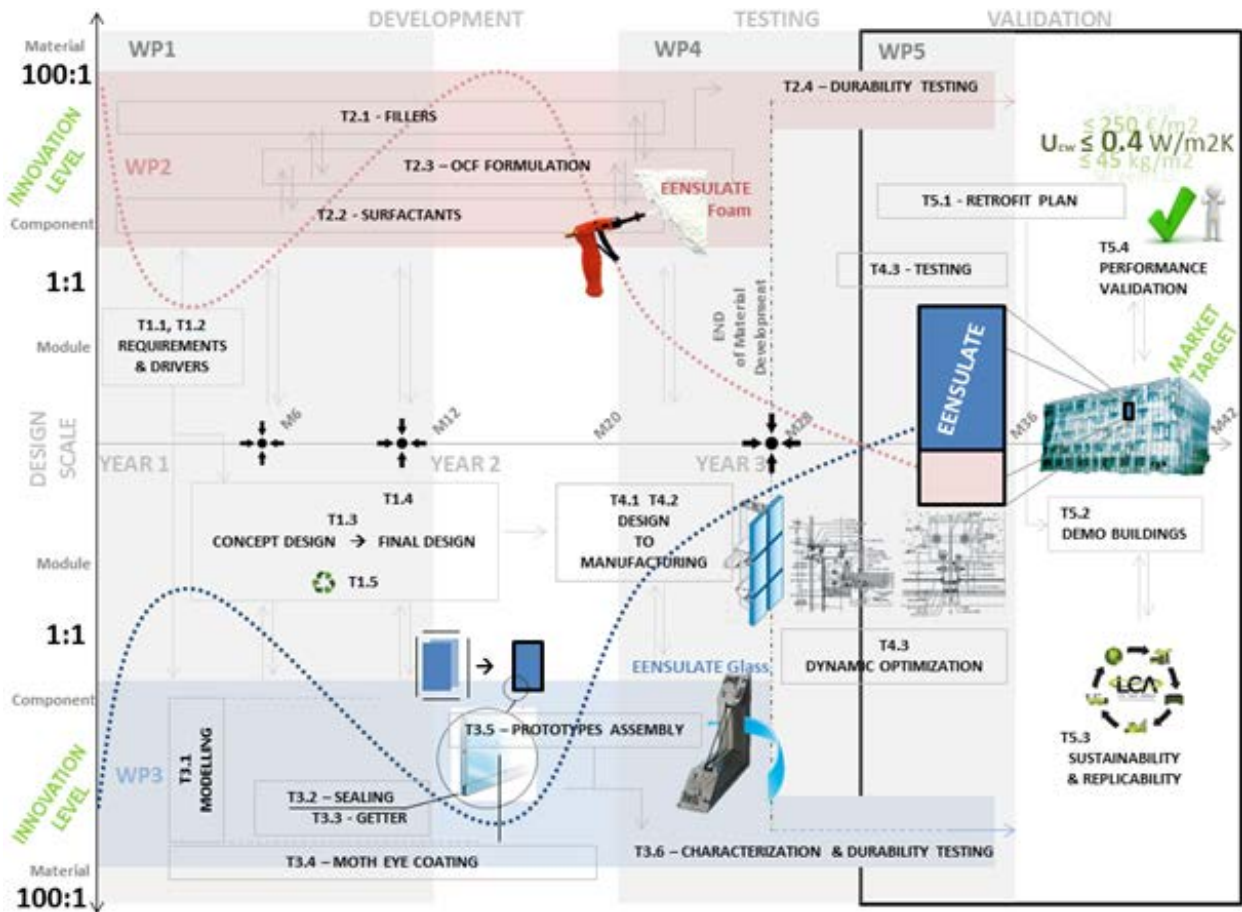 DEVELOPMENT
TESTING
VALIDATION
Material
100:1
WP1
WP4
WP5
INNOVATION
LEVEL
T2.1 - FILLERS
T2.4 – DURABILITY TESTING
WP2
T2.3 – OCF FORMULATION
≤ 250 €/m2
Ucw ≤ 0.4 W/m2K
≤ 45 kg/m2
EENSULATE
Foam
T2.2 - SURFACTANTS
T5.1 - RETROFIT PLAN
Component
1:1
T5.4
PERFORMANCE
VALIDATION
T4.3 - TESTING
END
of Material
Development
T1.1, T1.2
REQUIREMENTS
& DRIVERS
Module
EENSULATE
MARKET
TARGET
DESIGN
SCALE
M6
M12
M20
M28
M36
M42
YEAR 1
YEAR 2
YEAR 3
T1.4
T1.3
CONCEPT DESIGN → FINAL DESIGN
T1.5
T4.1 T4.2
DESIGN
TO
MANUFACTURING
T5.2
DEMO BUILDINGS
Module
1:1
EENSULATE Glass
T4.3
DYNAMIC OPTIMIZATION
Component
T3.5 – PROTOTYPES ASSEMBLY
LCA
T5.3
SUSTAINABILITY
& REPLICABILITY
WP3
T3.1
MODELLING
INNOVATION
LEVEL
T3.2 – SEALING
T3.3 - GETTER
T3.4 – MOTH EYE COATING
T3.6 – CHARACTERIZATION & DURABILITY TESTING
Material
100:1